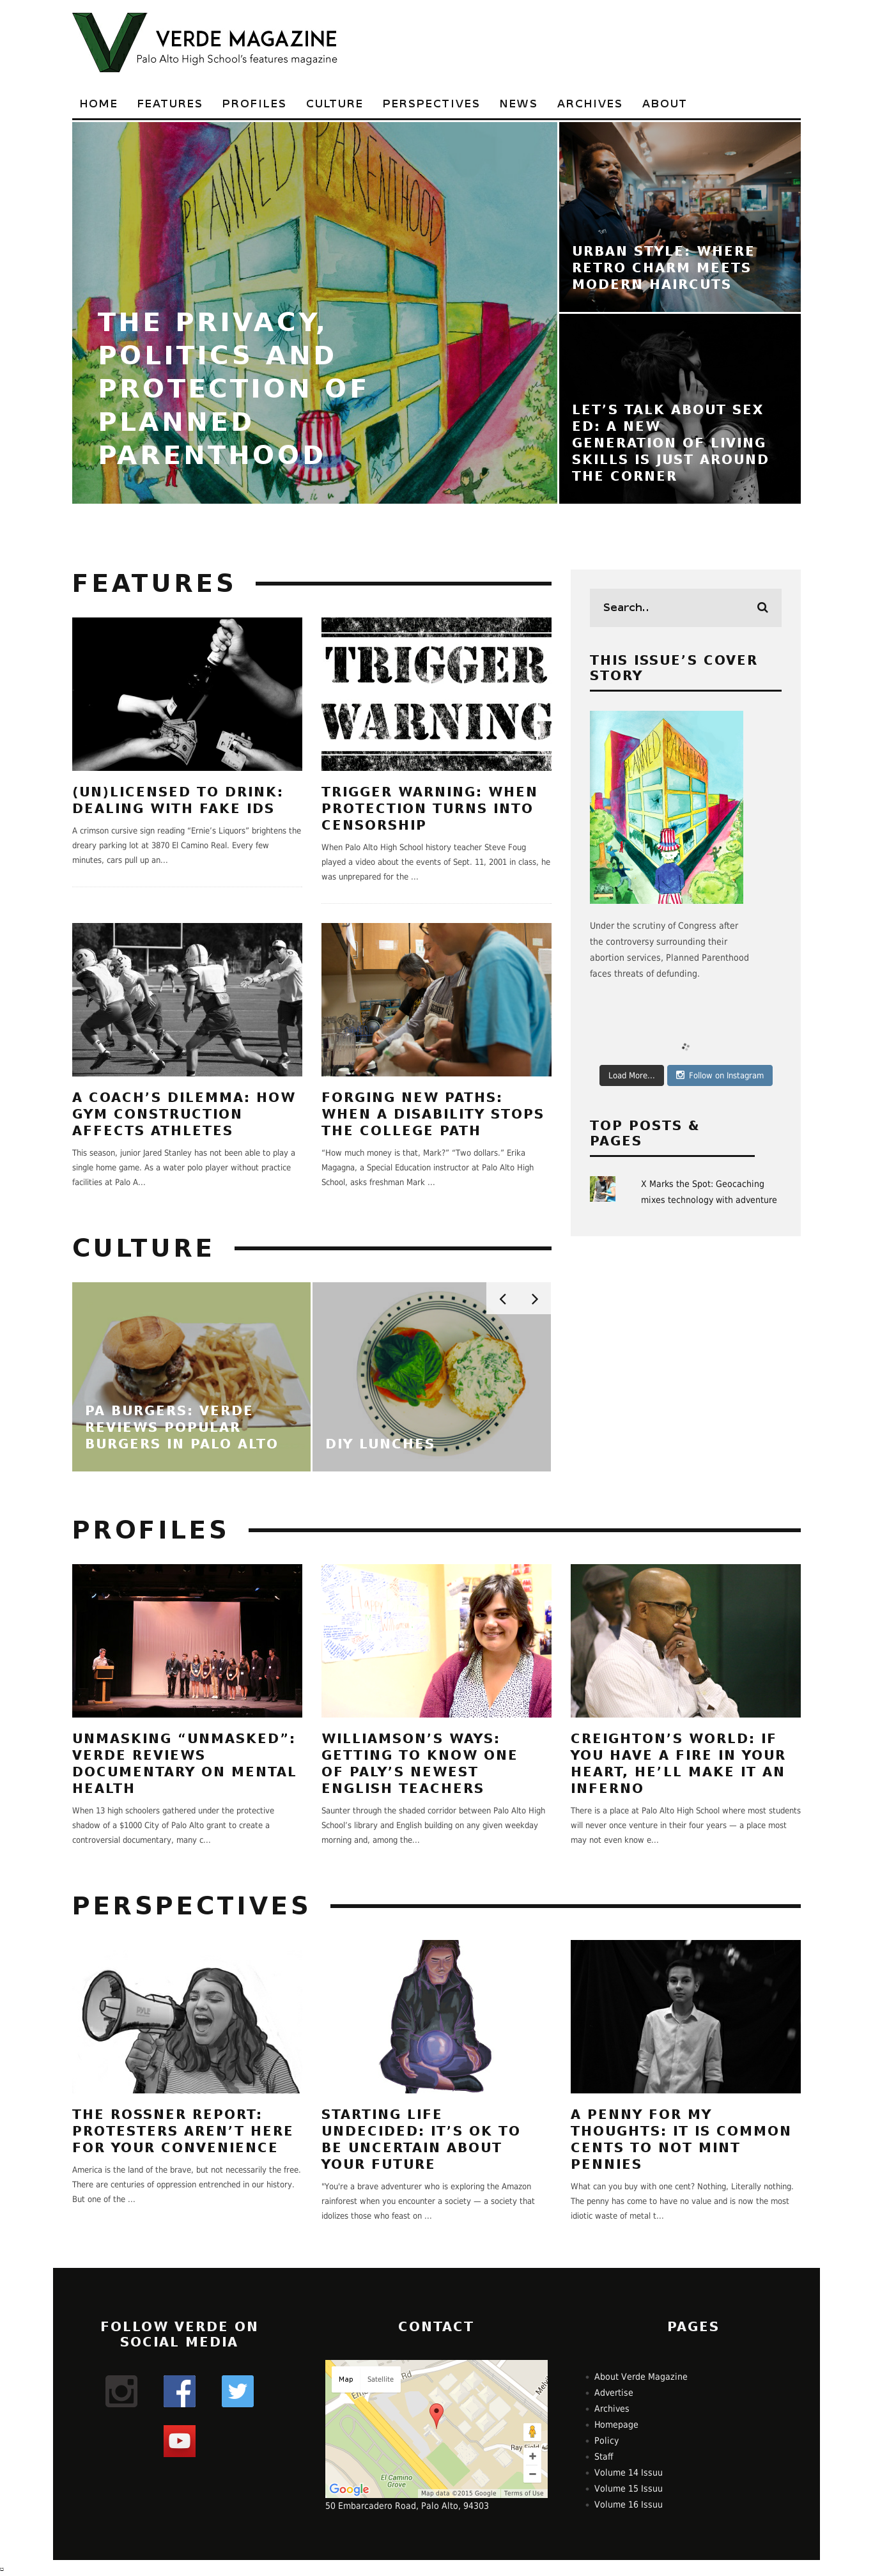 VERDE MAGAZINE
Palo Alto High School's features magazine
HOME FEATURES PROFILES CULTURE PERSPECTIVES NEWS ARCHIVES ABOUT
PLANNED PARENTHOOD
THE PRIVACY,
POLITICS AND
PROTECTION OF
PLANNED
PARENTHOOD
URBAN STYLE: WHERE
RETRO CHARM MEETS
MODERN HAIRCUTS
LET'S TALK ABOUT SEX
ED: A NEW
GENERATION OF LIVING
SKILLS IS JUST AROUND
THE CORNER
FEATURES
TRIGGER
WARNING
(UN)LICENSED TO DRINK:
DEALING WITH FAKE IDS
A crimson cursive sign reading “Ernie’s Liquors” brightens the
dreary parking lot at 3870 El Camino Real. Every few
minutes, cars pull up an...
TRIGGER WARNING: WHEN
PROTECTION TURNS INTO
CENSORSHIP
When Palo Alto High School history teacher Steve Foug
played a video about the events of Sept. 11, 2001 in class, he
was unprepared for the ...
A COACH’S DILEMMA: HOW
GYM CONSTRUCTION
AFFECTS ATHLETES
This season, junior Jared Stanley has not been able to play a
single home game. As a water polo player without practice
facilities at Palo A...
FORGING NEW PATHS:
WHEN A DISABILITY STOPS
THE COLLEGE PATH
“How much money is that, Mark?” “Two dollars.” Erika
Magagna, a Special Education instructor at Palo Alto High
School, asks freshman Mark ...
Search..
THIS ISSUE’S COVER
STORY
PLANNED PARENTHOOD
Under the scrutiny of Congress after
the controversy surrounding their
abortion services, Planned Parenthood
faces threats of defunding.
Load More...
Follow on Instagram
TOP POSTS &
PAGES
X Marks the Spot: Geocaching
mixes technology with adventure
CULTURE
PA BURGERS: VERDE
REVIEWS POPULAR
BURGERS IN PALO ALTO
DIY LUNCHES
PROFILES
UNMASKING “UNMASKED”:
VERDE REVIEWS
DOCUMENTARY ON MENTAL
HEALTH
When 13 high schoolers gathered under the protective
shadow of a $1000 City of Palo Alto grant to create a
controversial documentary, many c...
WILLIAMSON’S WAYS:
GETTING TO KNOW ONE
OF PALY’S NEWEST
ENGLISH TEACHERS
Saunter through the shaded corridor between Palo Alto High
School’s library and English building on any given weekday
morning and, among the...
CREIGHTON’S WORLD: IF
YOU HAVE A FIRE IN YOUR
HEART, HE’LL MAKE IT AN
INFERNO
There is a place at Palo Alto High School where most students
will never once venture in their four years — a place most
may not even know e...
PERSPECTIVES
THE ROSSNER REPORT:
PROTESTERS AREN’T HERE
FOR YOUR CONVENIENCE
America is the land of the brave, but not necessarily the free.
There are centuries of oppression entrenched in our history.
But one of the ...
STARTING LIFE
UNDECIDED: IT’S OK TO
BE UNCERTAIN ABOUT
YOUR FUTURE
"You're a brave adventurer who is exploring the Amazon
rainforest when you encounter a society — a society that
idolizes those who feast on ...
A PENNY FOR MY
THOUGHTS: IT IS COMMON
CENTS TO NOT MINT
PENNIES
What can you buy with one cent? Nothing, Literally nothing.
The penny has come to have no value and is now the most
idiotic waste of metal t...
FOLLOW VERDE ON
SOCIAL MEDIA
CONTACT
Map Satellite
Rd
El Camino
Grove
Google
Map data ©2015 Google Terms of Use
50 Embarcadero Road, Palo Alto, 94303
PAGES
About Verde Magazine
Advertise
Archives
Homepage
Policy
Staff
Volume 14 Issuu
Volume 15 Issuu
Volume 16 Issuu